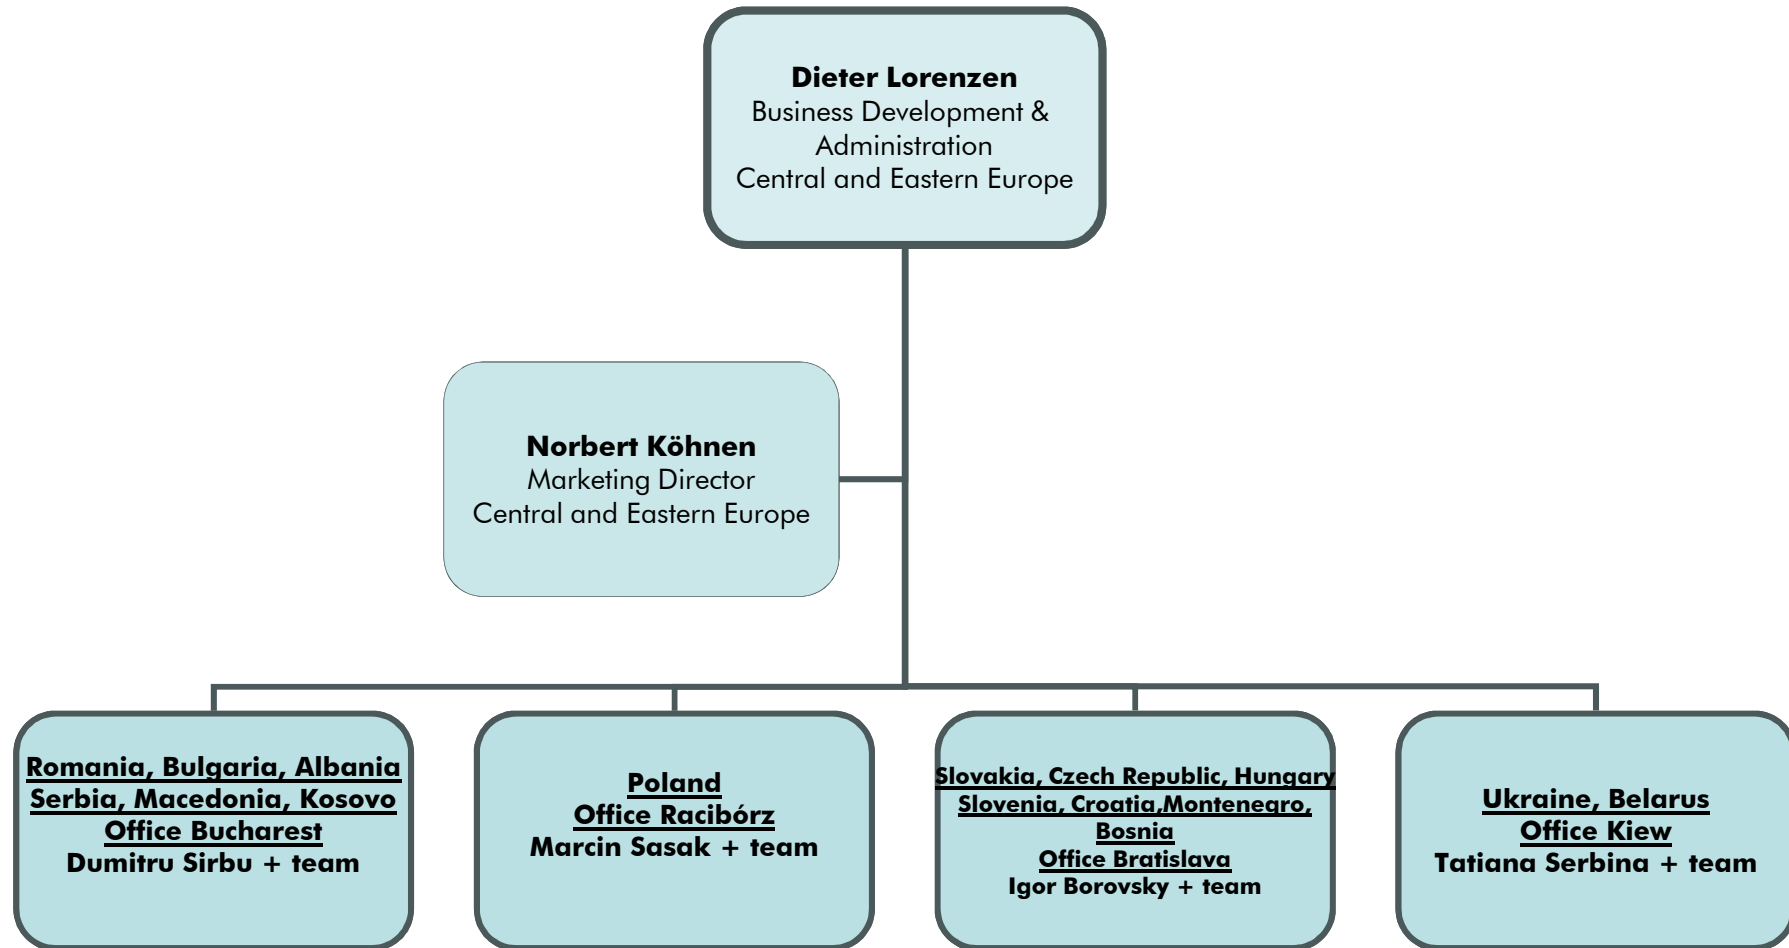 Dieter Lorenzen
Business Development &
Administration
Central and Eastern Europe
Norbert Köhnen
Marketing Director
Central and Eastern Europe
Romania, Bulgaria, Albania
Serbia, Macedonia, Kosovo
Office Bucharest
Dumitru Sirbu + team
Poland
Office Racibórz
Marcin Sasak + team
Slovakia, Czech Republic, Hungary
Slovenia, Croatia,Montenegro,
Bosnia
Office Bratislava
Igor Borovsky + team
Ukraine, Belarus
Office Kiew
Tatiana Serbina + team